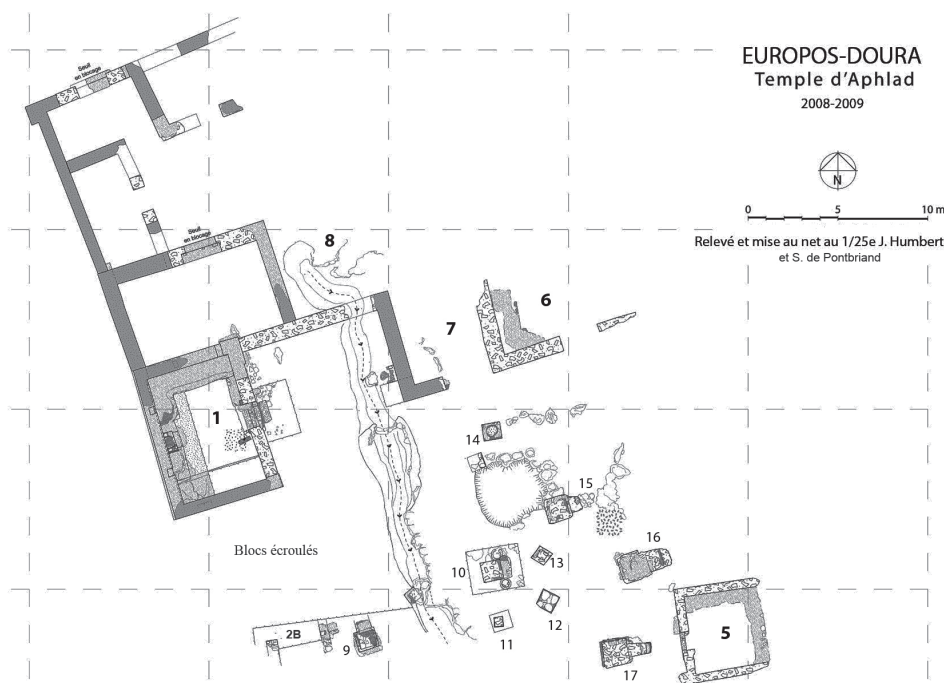 EUROPOS-DOURA
Temple d'Aphlad
2008-2009
N
0 5 10 m
Relevé et mise au net au 1/25e J. Humbert
et S. de Pontbriand
Seuil
en blocage
Seuil
en blocage
8
6
7
1
14
15
16
13
10
12
11
5
17
Blocs écroulés
2B
9